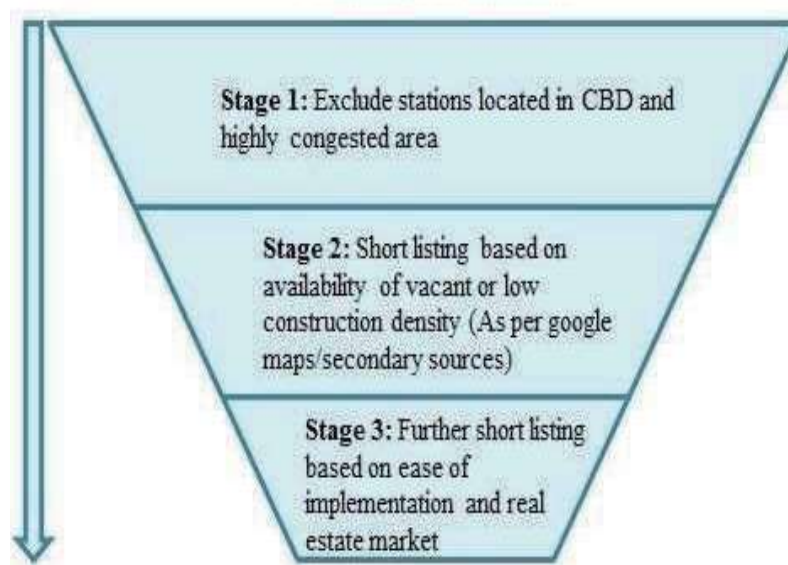 Stage 1: Exclude stations located in CBD and
highly congested area
Stage 2: Short listing based on
availability of vacant or low
construction density (As per google
maps/secondary sources)
Stage 3: Further short listing
based on ease of
implementation and real
estate market